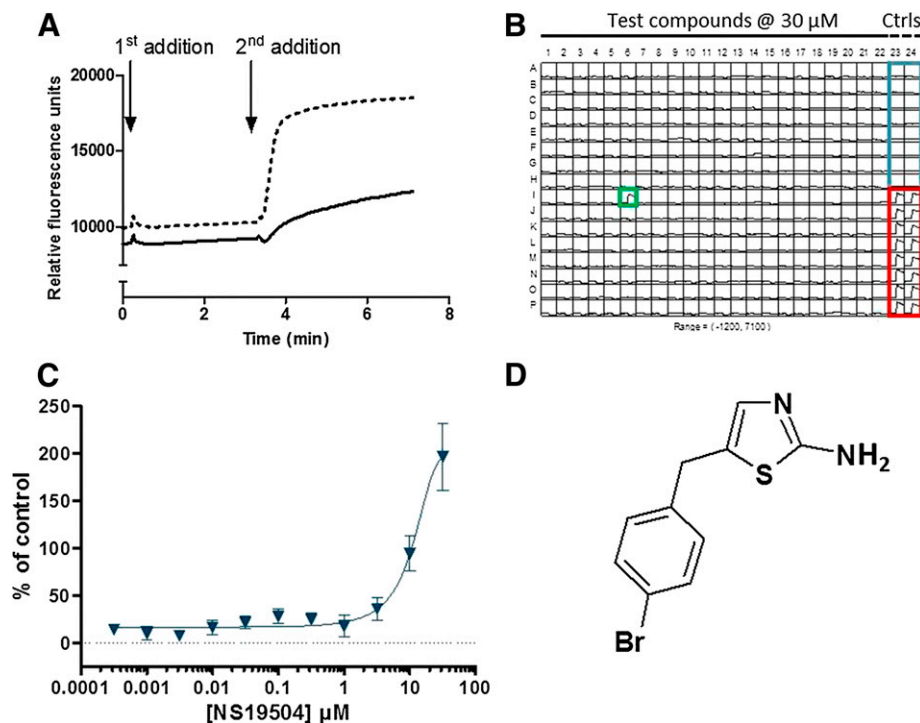 A
1st addition
2nd addition
20000
15000
10000
Relative fluorescence units
0
2
4
6
8
Time (min)
B
Test compounds @ 30 µM
Ctrls
1 2 3 4 5 6 7 8 9 10 11 12 13 14 15 16 17 18 19 20 21 22 23 24
A
B
C
D
E
F
G
H
I
J
K
L
M
N
O
P
Range = ( -1200, 7100)
C
250
200
150
100
50
0
% of control
0.0001 0.001 0.01 0.1 1 10 100
[NS19504] µM
D
N
S
NH2
Br